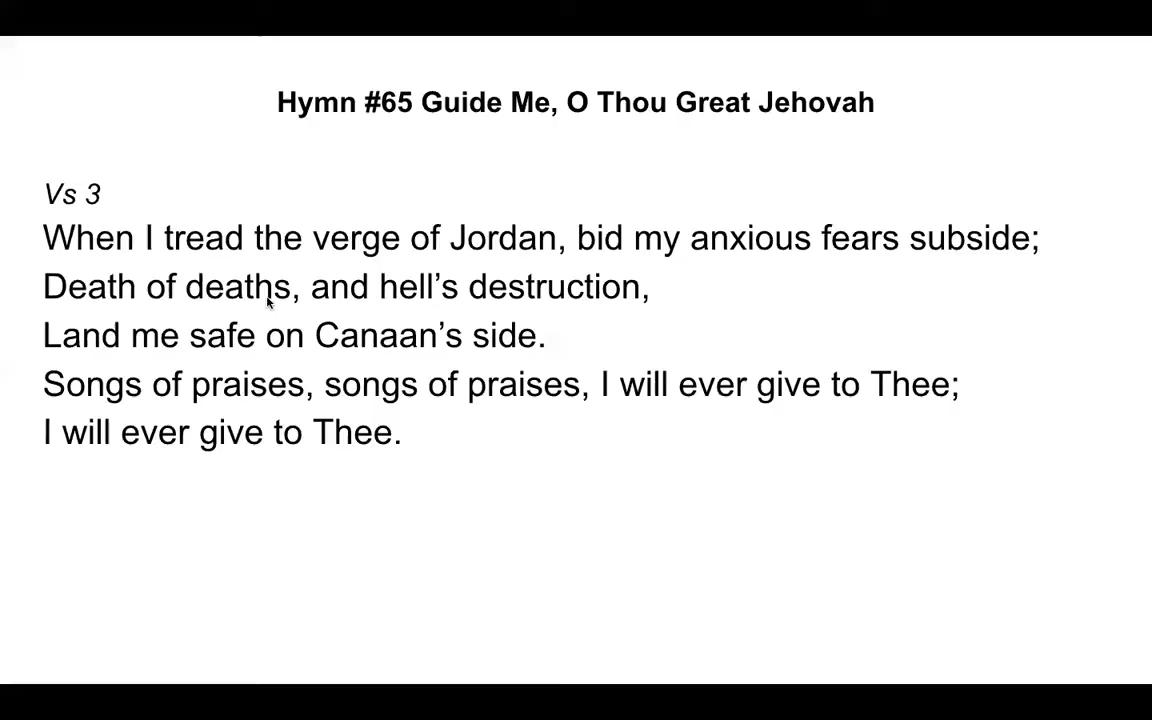 Hymn #65 Guide Me, O Thou Great Jehovah
Vs 3
When I tread the verge of Jordan, bid my anxious fears subside;
Death of deaths, and hell’s destruction,
Land me safe on Canaan’s side.
Songs of praises, songs of praises, I will ever give to Thee;
I will ever give to Thee.